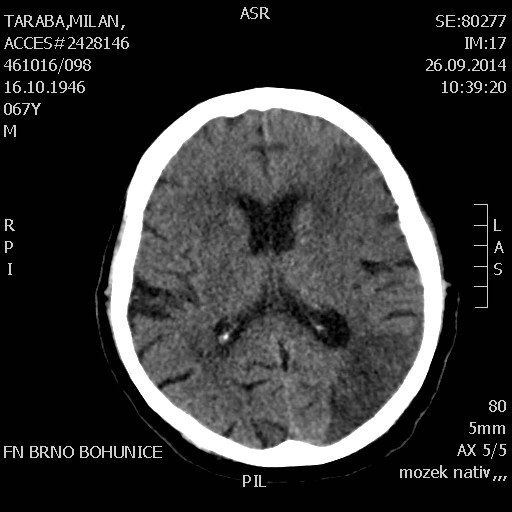 ASR
TARABA,MILAN,
ACCES#2428146
461016/098
16.10.1946
067Y
M
SE:80277
IM:17
26.09.2014
10:39:20
R
P
I
L
A
S
80
5mm
AX 5/5
mozek nativ,,,
FN BRNO BOHUNICE
PIL